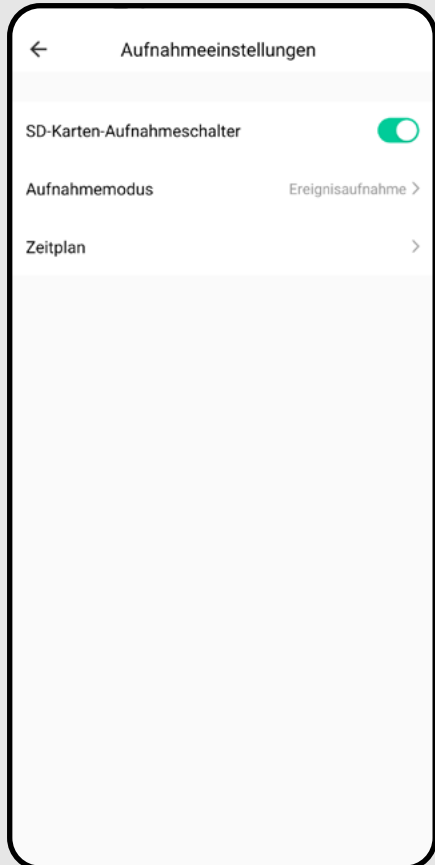 Aufnahmeeinstellungen
SD-Karten-Aufnahmeschalter
Aufnahmemodus Ereignisaufnahme
Zeitplan